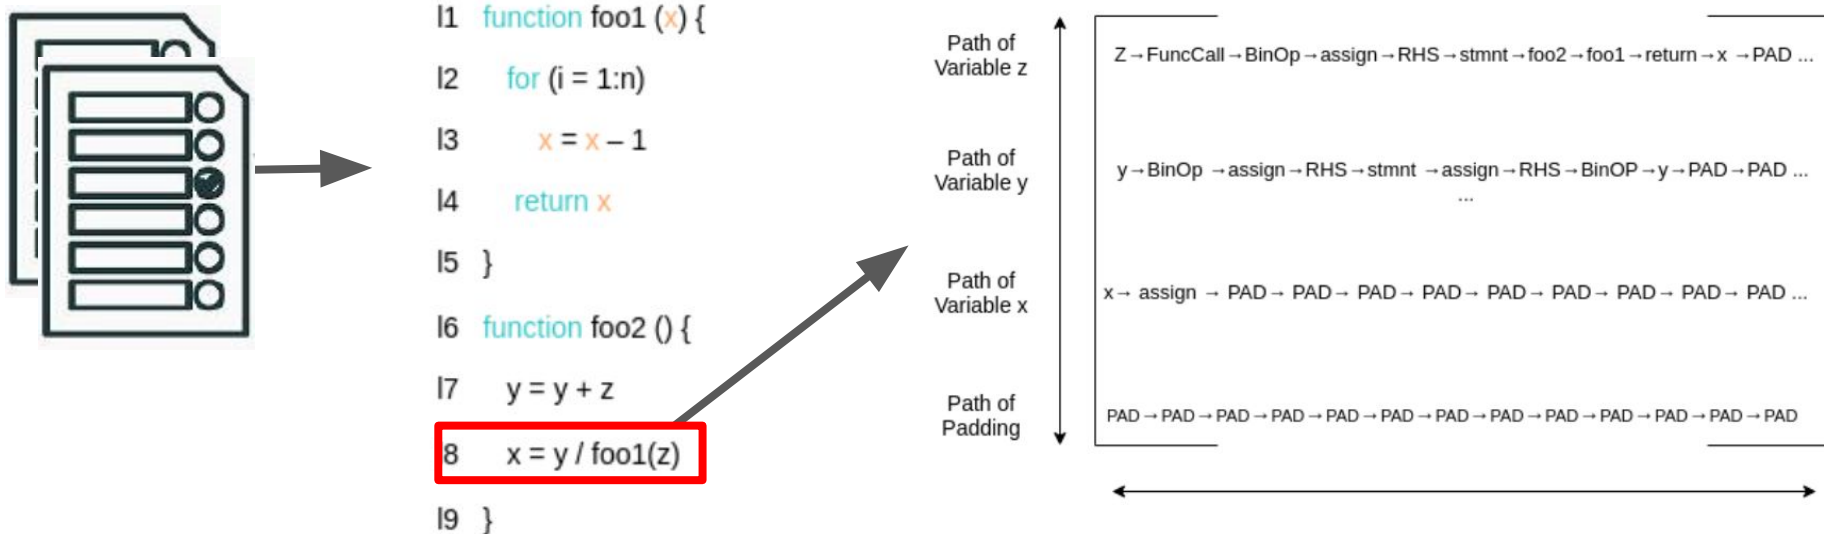 l1 function foo1 (x) {
l2 for (i = 1:n)
l3 x = x – 1
l4 return x
l5 }
l6 function foo2 () {
l7 y = y + z
8 x = y / foo1(z)
l9 }
Path of
Variable z
Z→FuncCall→BinOp→assign→RHS→stmnt→foo2→foo1→return→x →PAD ...
Path of
Variable y
y→BinOp →assign→RHS→stmnt →assign→RHS→BinOP→y→PAD→PAD ...
...
Path of
Variable x
x→ assign → PAD→ PAD→ PAD→ PAD→ PAD→ PAD→ PAD→ PAD→ PAD ...
Path of
Padding
PAD→PAD→PAD→PAD→PAD→PAD→PAD→PAD→PAD→PAD→PAD→PAD→PAD